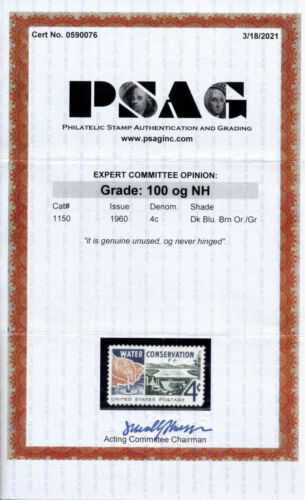 Cert No. 0590076 3/18/2021
PSAG
PHILATELIC STAMP AUTHENTICATION AND GRADING
www.psaginc.com
EXPERT COMMITTEE OPINION:
Grade: 100 og NH
Cat# Issue Denom. Shade
1150 1960 4c Dk Blu. Brn Or./Gr
"it is genuine unused, og never hinged".
WATER CONSERVATION
4c
UNITED STATES POSTAGE
Acting Committee Chairman